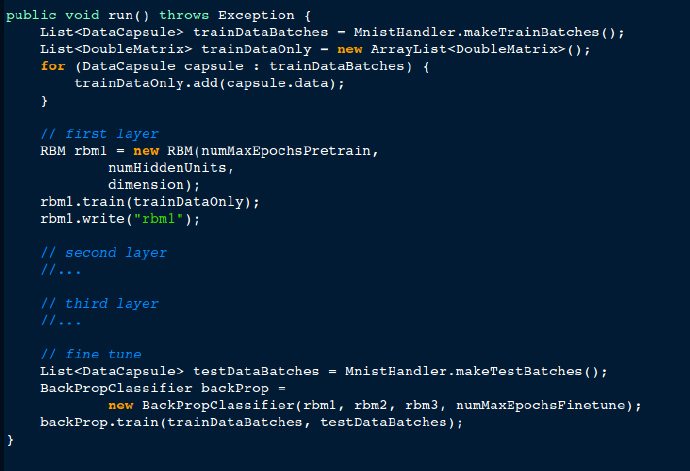 public void run() throws Exception {
    List<DataCapsule> trainDataBatches = MnistHandler.makeTrainBatches();
    List<DoubleMatrix> trainDataOnly = new ArrayList<DoubleMatrix>();
    for (DataCapsule capsule : trainDataBatches) {
        trainDataOnly.add(capsule.data);
    }
    // first layer
    RBM rbm1 = new RBM(numMaxEpochsPretrain,
            numHiddenUnits,
            dimension);
    rbm1.train(trainDataOnly);
    rbm1.write("rbm1");
    // second layer
    //...
    // third layer
    //...
    // fine tune
    List<DataCapsule> testDataBatches = MnistHandler.makeTestBatches();
    BackPropClassifier backProp =
            new BackPropClassifier(rbm1, rbm2, rbm3, numMaxEpochsFinetune);
    backProp.train(trainDataBatches, testDataBatches);
}